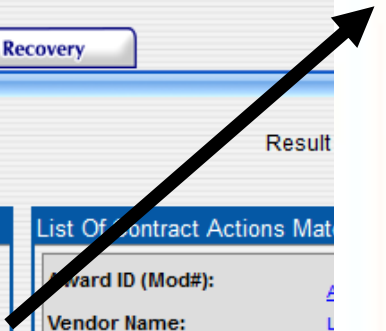 Recovery
Result
List Of Contract Actions Mat
Award ID (Mod#):
Vendor Name: